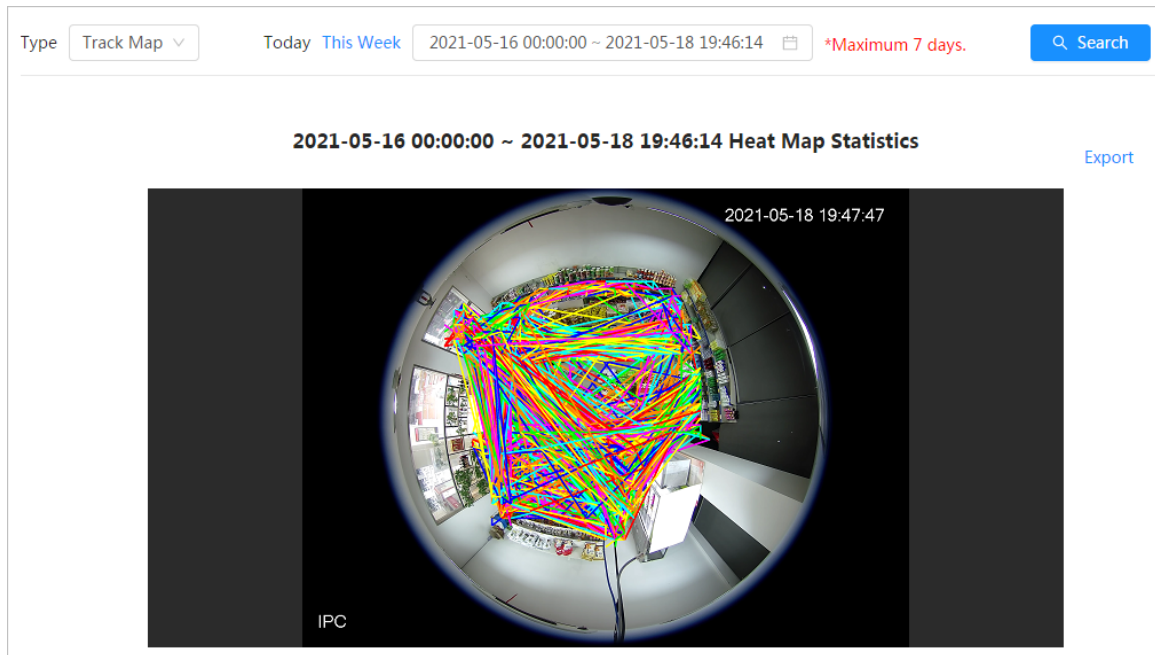 Type Track Map Today This Week 2021-05-16 00:00:00 ~ 2021-05-18 19:46:14 *Maximum 7 days. Search
2021-05-16 00:00:00 ~ 2021-05-18 19:46:14 Heat Map Statistics
Export
2021-05-18 19:47:47
IPC